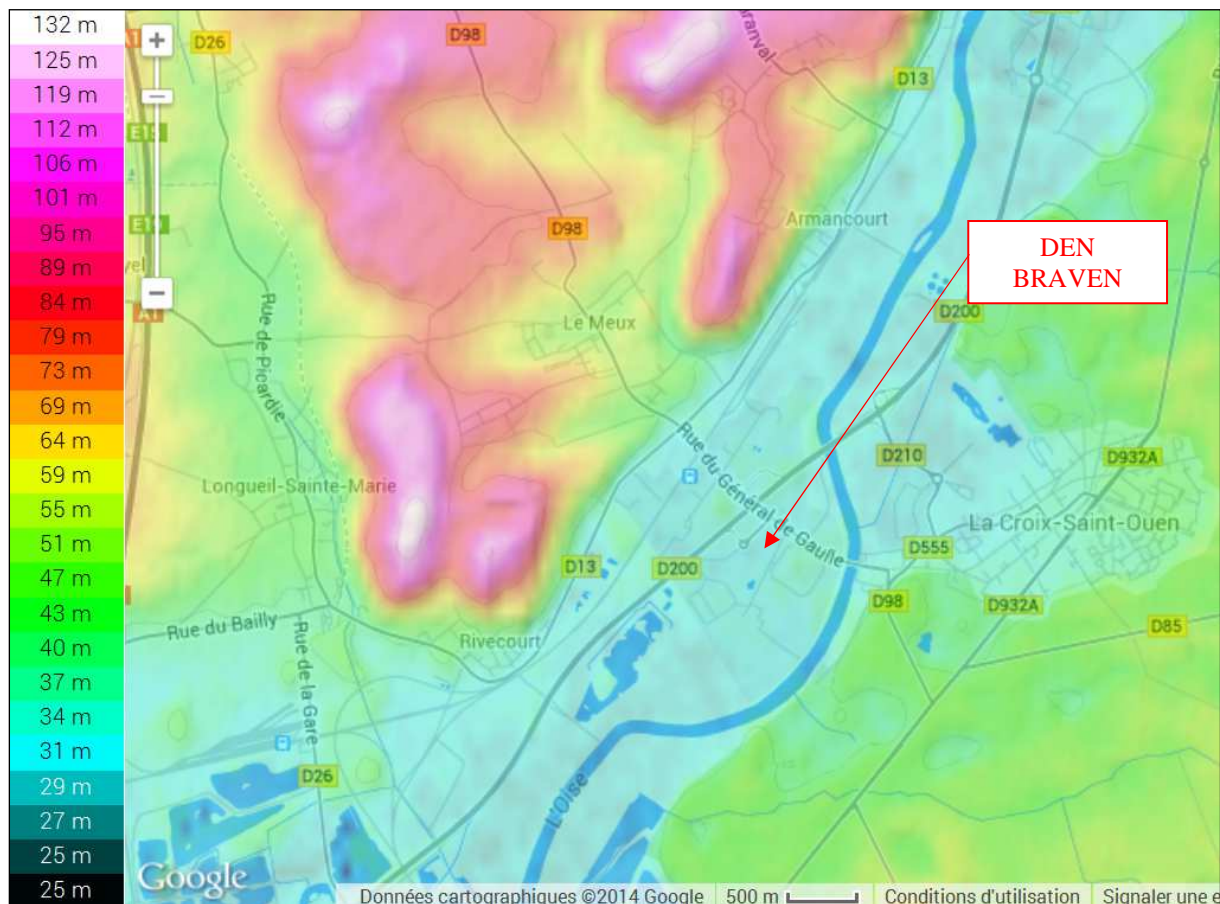 132 m
125 m
119 m
112 m
106 m
101 m
95 m
89 m
84 m
79 m
73 m
69 m
64 m
59 m
55 m
51 m
47 m
43 m
40 m
37 m
34 m
31 m
29 m
27 m
25 m
25 m
D26
D98
D13
D98
Armancourt
DEN
BRAVEN
D200
A1
Rue de Picardie
Le Meux
Rue du Général de Gaulle
D210
D932A
Longueil-Sainte-Marie
La Croix-Saint-Ouen
D13
D200
D555
D98
D932A
D85
Rue du Bailly
Rivecourt
Rue de la Gare
D26
L'Oise
Google
Données cartographiques ©2014 Google
500 m
Conditions d'utilisation
Signaler une e